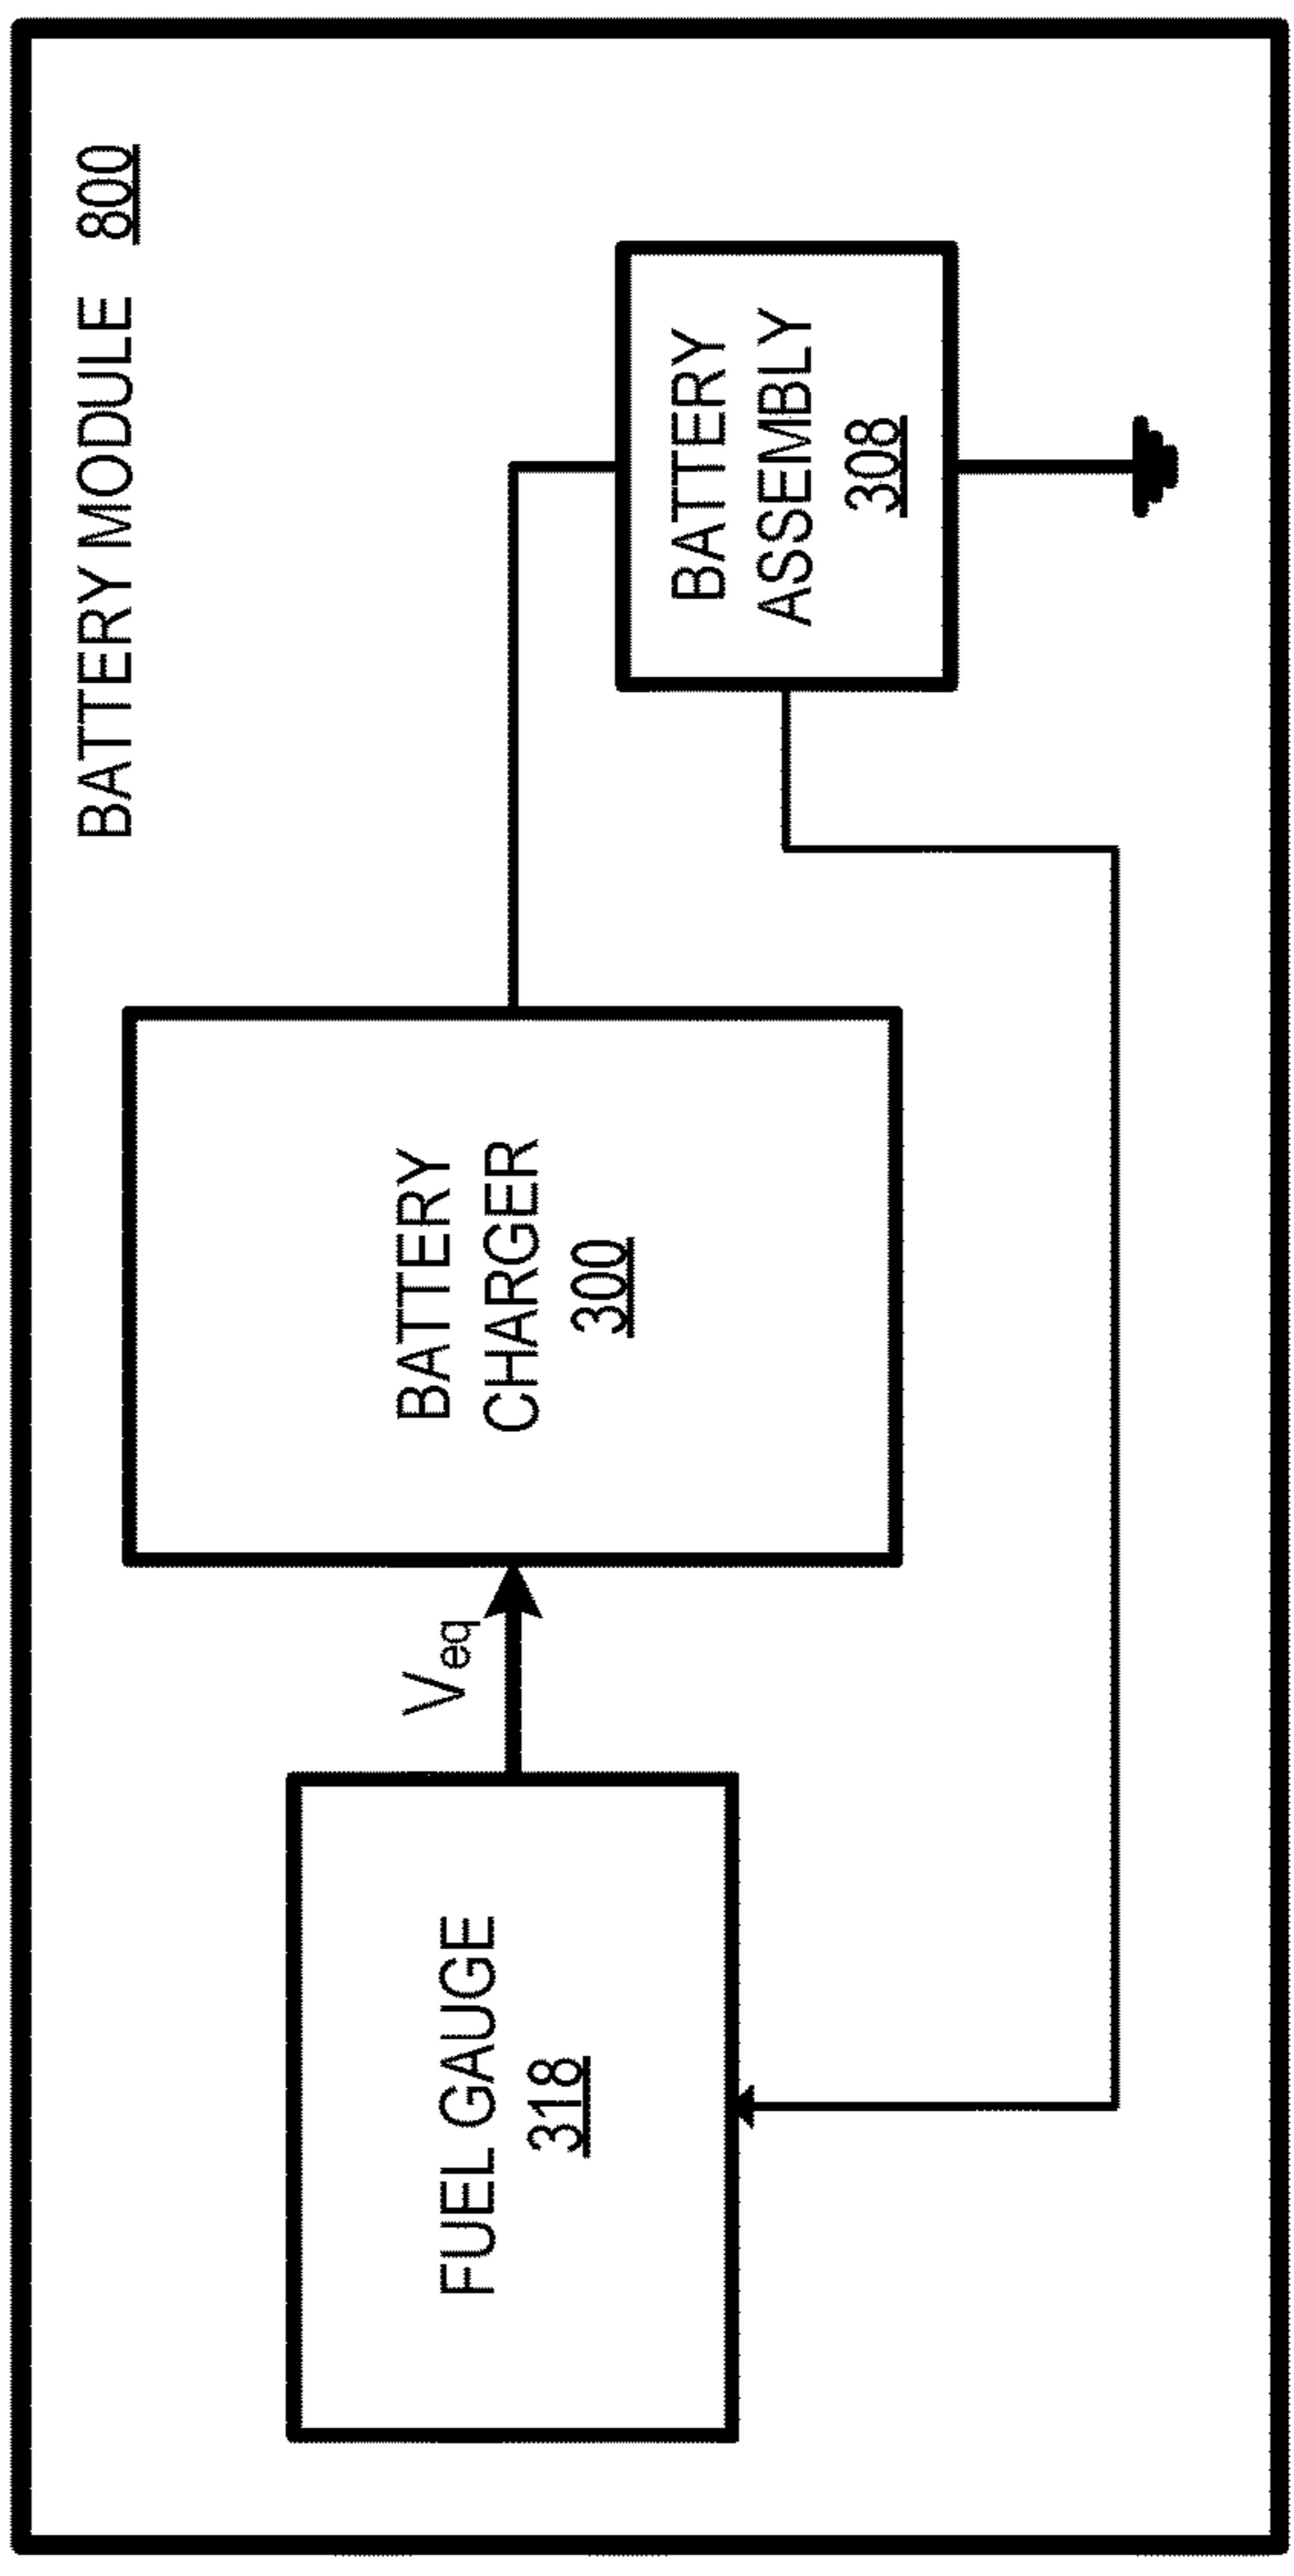 BATTERY MODULE 800
FUEL GAUGE
318
Veq
BATTERY
CHARGER
300
BATTERY
ASSEMBLY
308